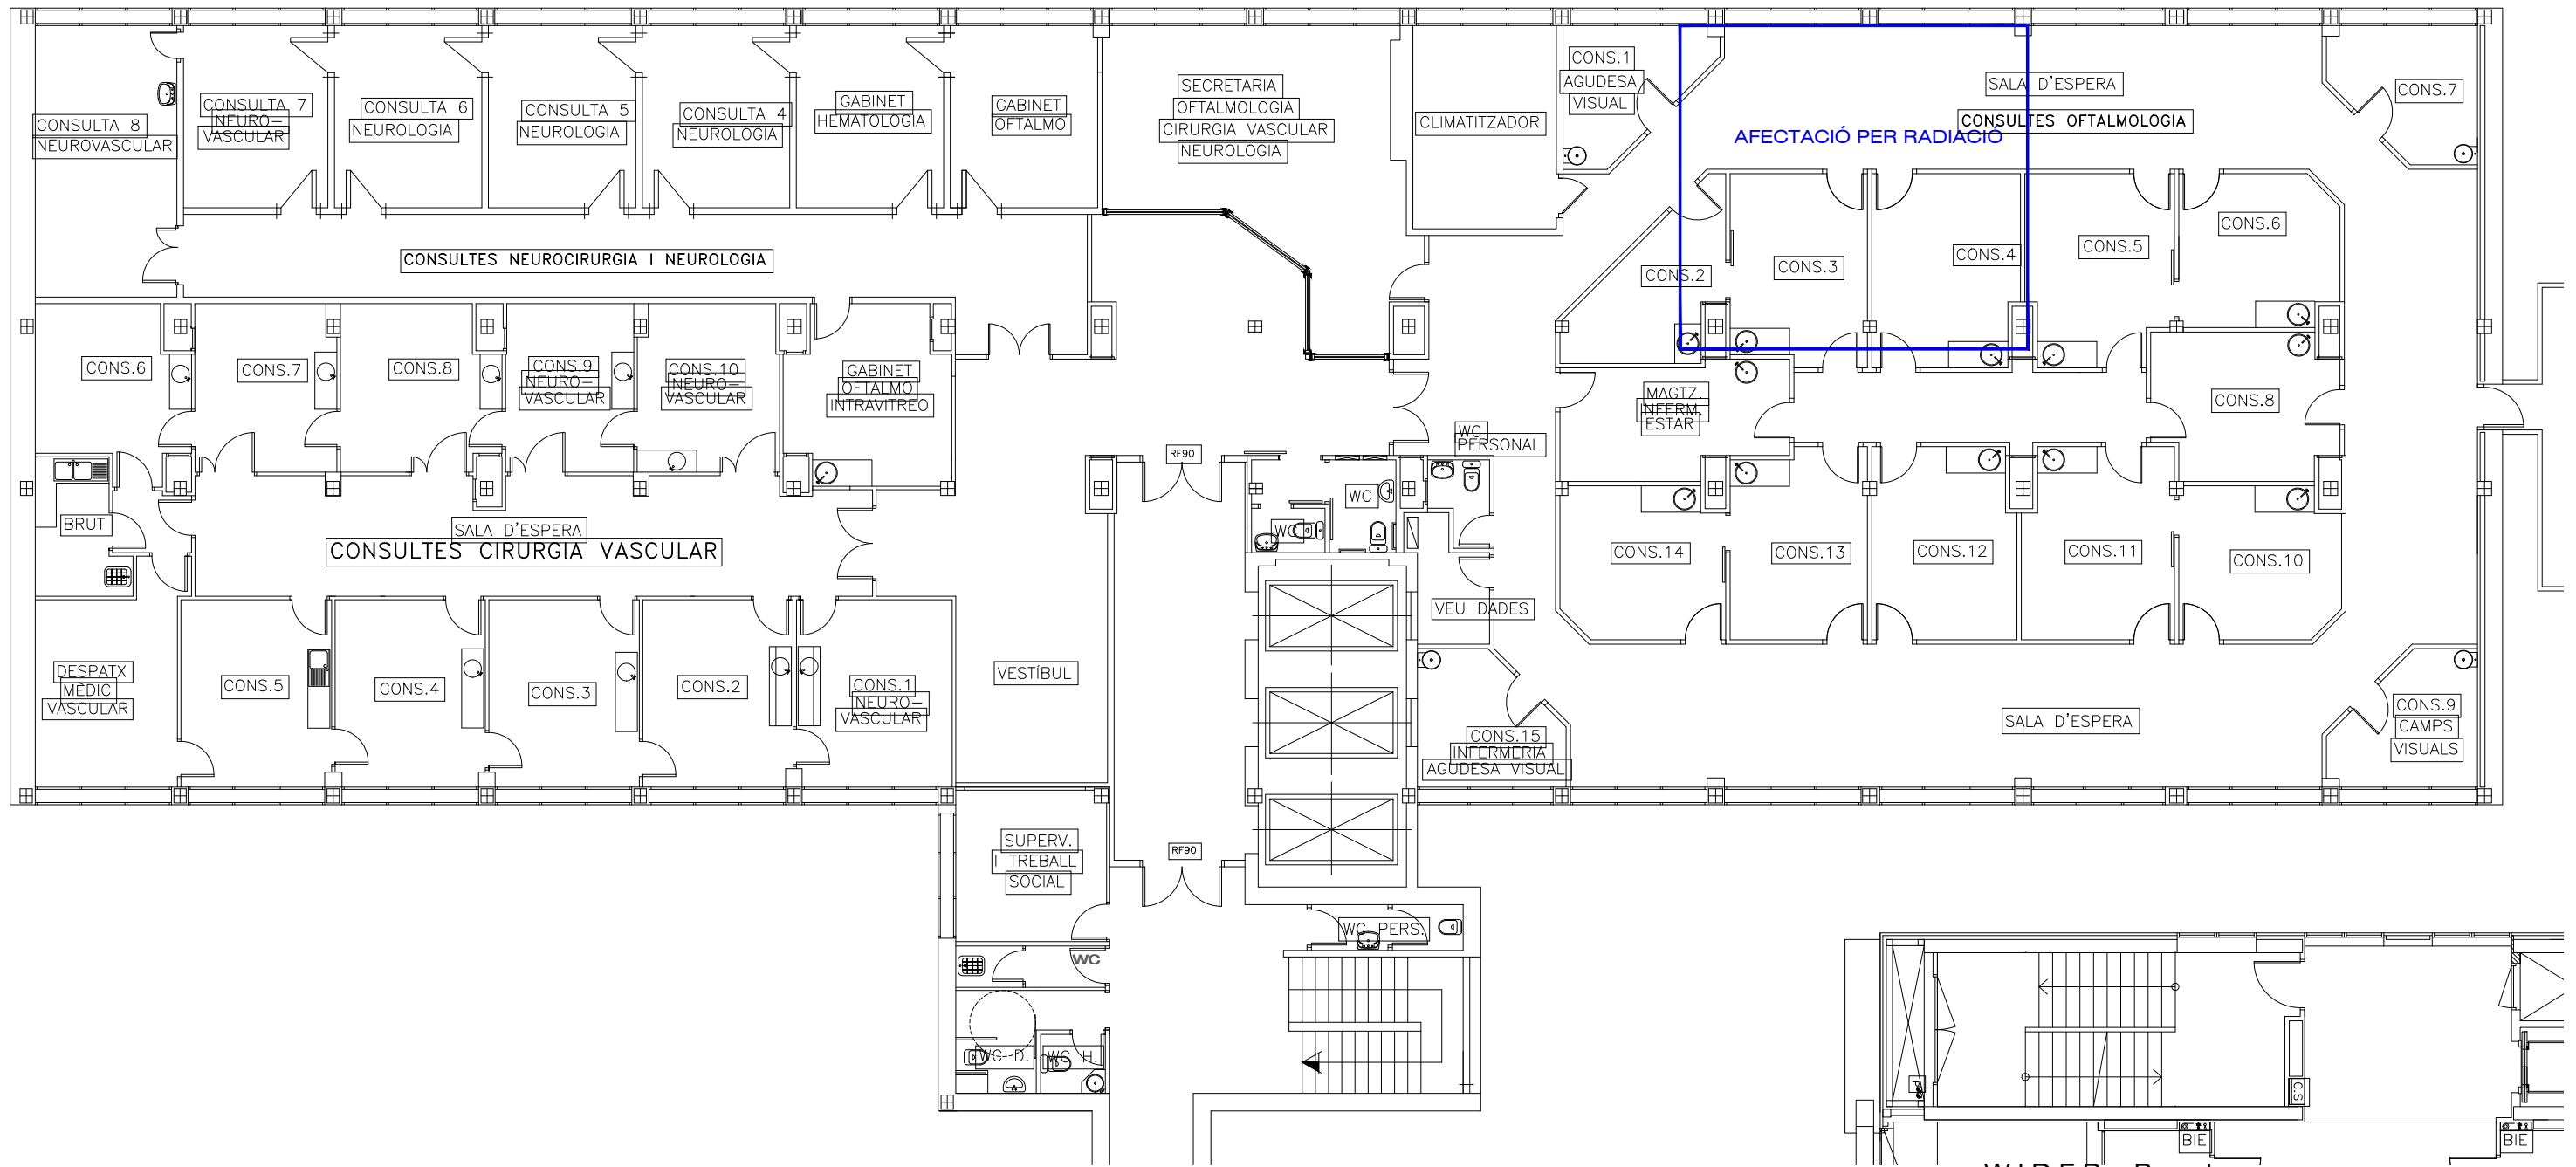 CONSULTA 8
NEUROVASCULAR
CONSULTA 7
NEURO-
VASCULAR
CONSULTA 6
NEUROLOGIA
CONSULTA 5
NEUROLOGIA
CONSULTA 4
NEUROLOGIA
GABINET
HEMATOLOGIA
GABINET
OFTALMO
SECRETARIA
OFTALMOLOGIA
CIRURGIA VASCULAR
NEUROLOGIA
CLIMATITZADOR
CONS.1
AGUDESA
VISUAL
SALA D'ESPERA
CONSULTES OFTALMOLOGIA
AFECTACIÓ PER RADIACIÓ
CONS.7
CONSULTES NEUROCIRURGIA I NEUROLOGIA
CONS.2
CONS.3
CONS.4
CONS.5
CONS.6
CONS.6
CONS.7
CONS.8
CONS.9
NEURO-
VASCULAR
CONS.10
NEURO-
VASCULAR
GABINET
OFTALMO
INTRAVITREO
MAGTZ.
INFERM.
ESTAR
CONS.8
WC
PERSONAL
RF90
WC
WC
BRUT
SALA D'ESPERA
CONSULTES CIRURGIA VASCULAR
CONS.14
CONS.13
CONS.12
CONS.11
CONS.10
VEU DADES
DESPATX
MÈDIC
VASCULAR
CONS.5
CONS.4
CONS.3
CONS.2
CONS.1
NEURO-
VASCULAR
VESTÍBUL
CONS.15
INFERMERIA
AGUDESA VISUAL
SALA D'ESPERA
CONS.9
CAMPS
VISUALS
SUPERV.
I TREBALL
SOCIAL
RF90
WC PERS.
WC
WC D.
WC H.
C.S
BIE
BIE